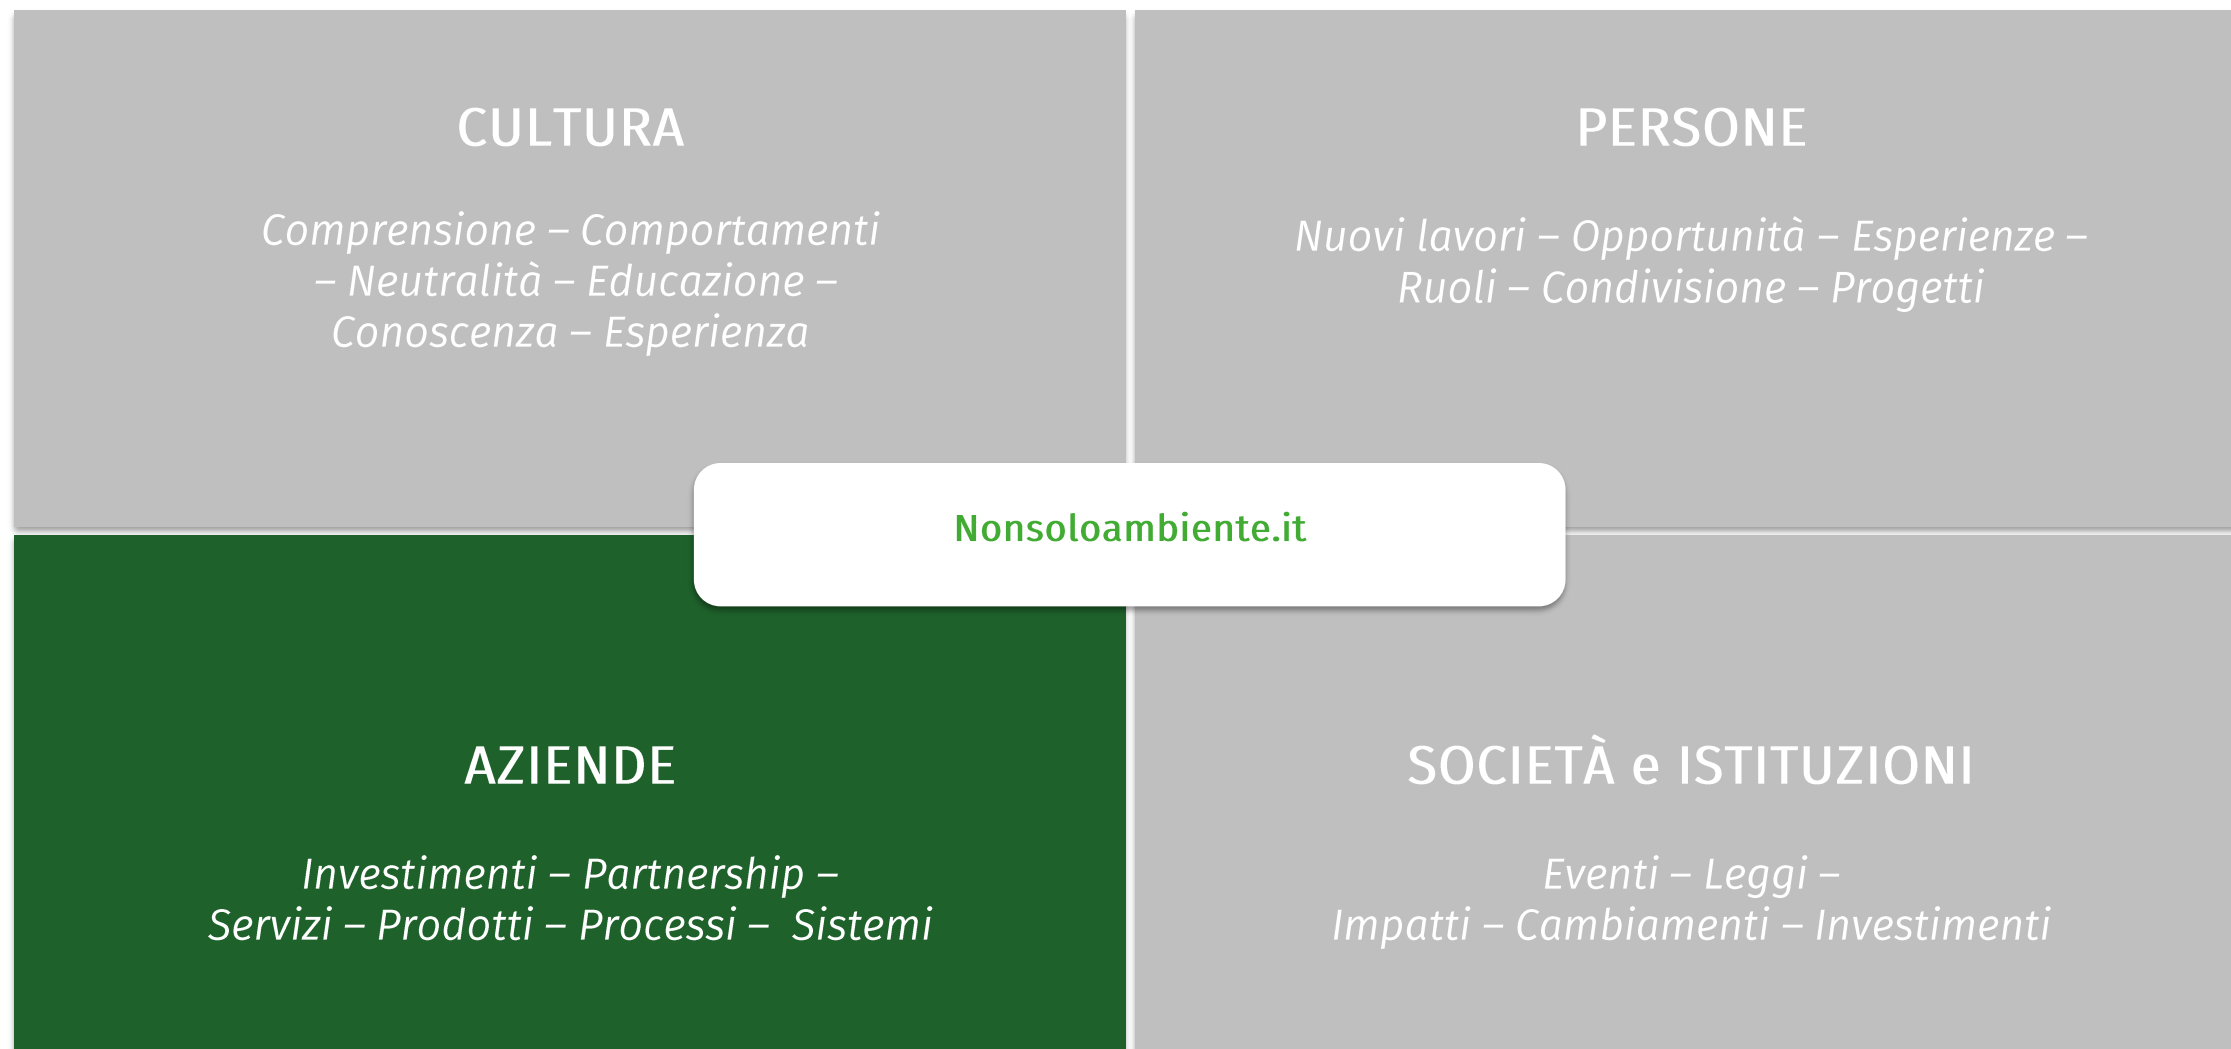 CULTURA
Comprensione – Comportamenti
– Neutralità – Educazione –
Conoscenza – Esperienza
PERSONE
Nuovi lavori – Opportunità – Esperienze –
Ruoli – Condivisione – Progetti
Nonsoloambiente.it
AZIENDE
Investimenti – Partnership –
Servizi – Prodotti – Processi –  Sistemi
SOCIETÀ e ISTITUZIONI
Eventi – Leggi –
Impatti – Cambiamenti – Investimenti